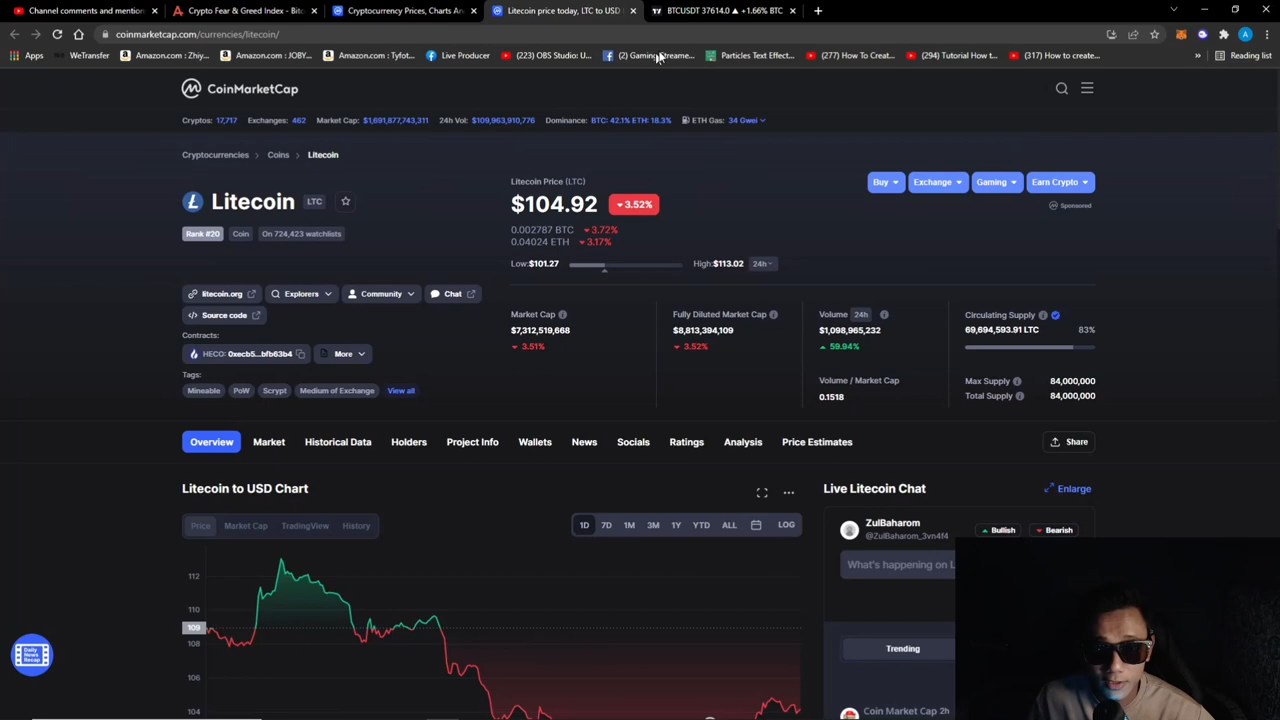 Channel comments and mention
Crypto Fear & Greed Index - Bitc
Cryptocurrency Prices, Charts An
Litecoin price today, LTC to USD
BTCUSDT 37614.0 ▲ +1.66% BTC
coinmarketcap.com/currencies/litecoin/
Apps
WeTransfer
Amazon.com : Zhiy...
Amazon.com: JOBY...
Amazon.com : Tyfot...
Live Producer
(223) OBS Studio: U...
(2) Gaming Streame...
Particles Text Effect...
(277) How To Creat...
(294) Tutorial How t...
(317) How to create...
»
Reading list
CoinMarketCap
Cryptos: 17,717 Exchanges: 462 Market Cap: $1,691,877,743,311 24h Vol: $109,963,910,776 Dominance: BTC: 42.1% ETH: 18.3% ETH Gas: 34 Gwei
Cryptocurrencies > Coins > Litecoin
Litecoin LTC
Rank #20 Coin On 724,423 watchlists
litecoin.org Explorers Community Chat
Source code
Contracts:
HECO: 0xecb5...bfb63b4 More
Tags:
Mineable PoW Scrypt Medium of Exchange View all
Litecoin Price (LTC)
$104.92 3.52%
0.002787 BTC 3.72%
0.04024 ETH 3.17%
Low: $101.27 High: $113.02 24h
Buy Exchange Gaming Earn Crypto
Sponsored
Market Cap
$7,312,519,668
3.51%
Fully Diluted Market Cap
$8,813,394,109
3.52%
Volume 24h
$1,098,965,232
59.94%
Volume / Market Cap
0.1518
Circulating Supply
69,694,593.91 LTC 83%
Max Supply 84,000,000
Total Supply 84,000,000
Overview Market Historical Data Holders Project Info Wallets News Socials Ratings Analysis Price Estimates Share
Litecoin to USD Chart
Price Market Cap TradingView History
1D 7D 1M 3M 1Y YTD ALL LOG
112
110
109
108
106
104
Daily
News
Recap
Live Litecoin Chat Enlarge
ZulBaharom
@ZulBaharom_3vn4f4
Bullish Bearish
What's happening on L
Trending
Coin Market Cap 2h